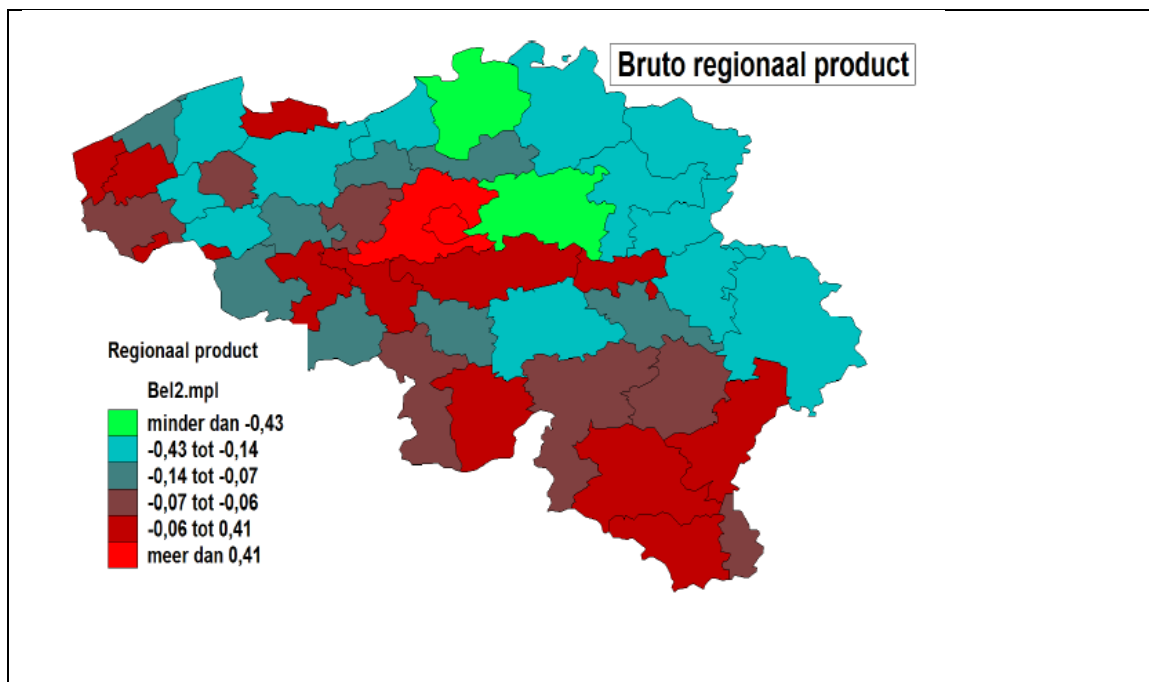 Bruto regionaal product
Regionaal product
Bel2.mpl
minder dan -0,43
-0,43 tot -0,14
-0,14 tot -0,07
-0,07 tot -0,06
-0,06 tot 0,41
meer dan 0,41